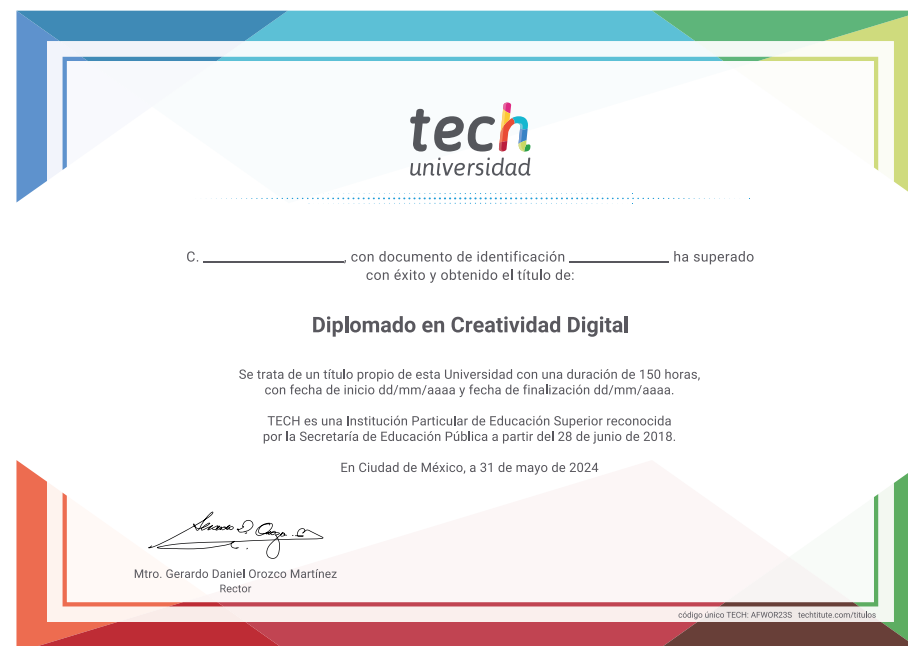 tech
universidad
C. ____________, con documento de identificación ____________ ha superado
con éxito y obtenido el título de:
Diplomado en Creatividad Digital
Se trata de un título propio de esta Universidad con una duración de 150 horas,
con fecha de inicio dd/mm/aaaa y fecha de finalización dd/mm/aaaa.
TECH es una Institución Particular de Educación Superior reconocida
por la Secretaría de Educación Pública a partir del 28 de junio de 2018.
En Ciudad de México, a 31 de mayo de 2024
Mtro. Gerardo Daniel Orozco Martínez
Rector
código único TECH: AFWOR23S techtitute.com/titulos